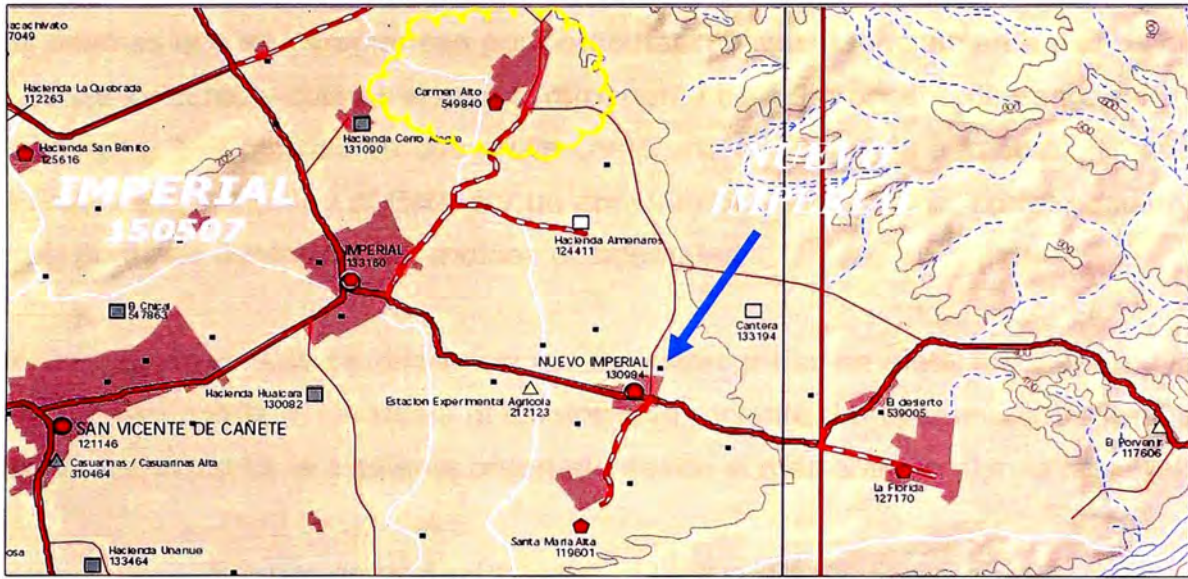 acachivato
7049
Hacienda La Quebrada
112263
Hacienda San Benito
125616
IMPERIAL
150507
Hacienda Cerro Alegre
131090
Carmen Alto
549840
NUEVO
IMPERIAL
IMPERIAL
133160
Hacienda Almenares
124411
El Chical
547863
Cantera
133194
NUEVO IMPERIAL
130984
Hacienda Hualcara
130082
Estacion Experimental Agricola
212123
El desierto
539005
SAN VICENTE DE CAÑETE
121146
El Porvenir
117606
Casuarinas / Casuarinas Alta
310464
La Florida
127170
Santa Maria Alta
119601
osa
Hacienda Unanue
133464